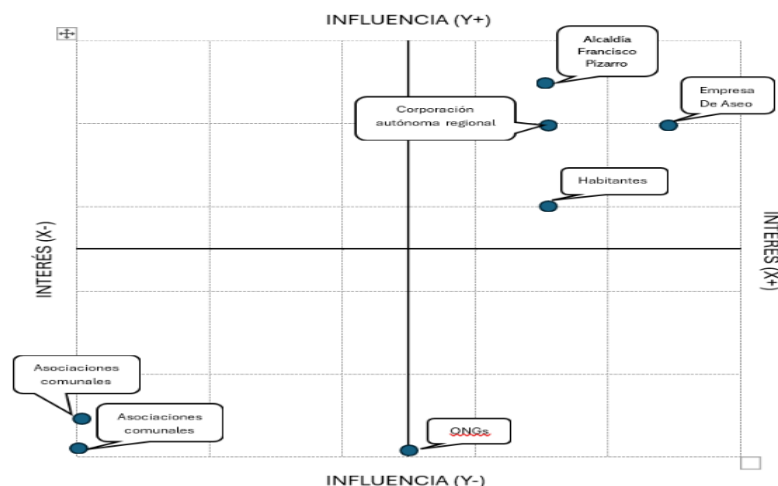 INFLUENCIA (Y+)
Alcaldía
Francisco
Pizarro
Empresa
De Aseo
Corporación
autónoma regional
Habitantes
INTERÉS (X-)
INTERES (X+)
Asociaciones
comunales
Asociaciones
comunales
ONGs
INFLUENCIA (Y-)